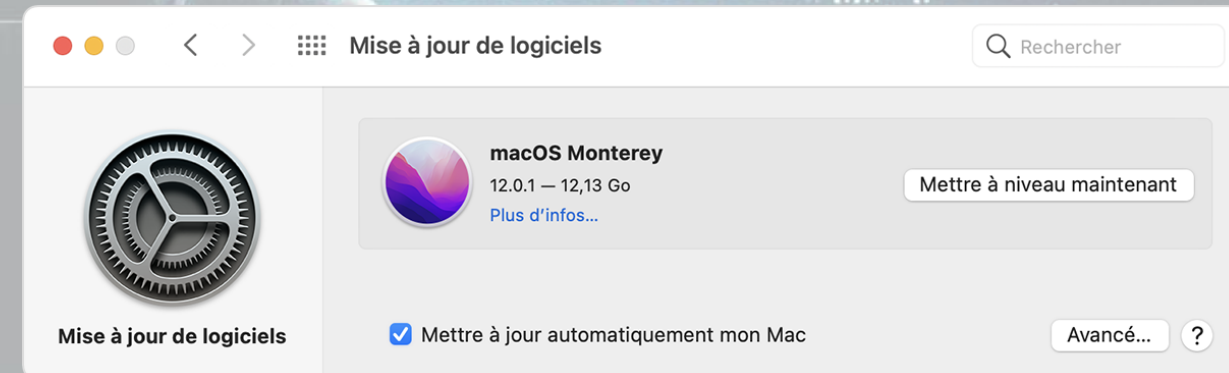 Mise à jour de logiciels
Rechercher
macOS Monterey
12.0.1 — 12,13 Go
Plus d’infos...
Mettre à niveau maintenant
Mise à jour de logiciels
Mettre à jour automatiquement mon Mac
Avancé...
?